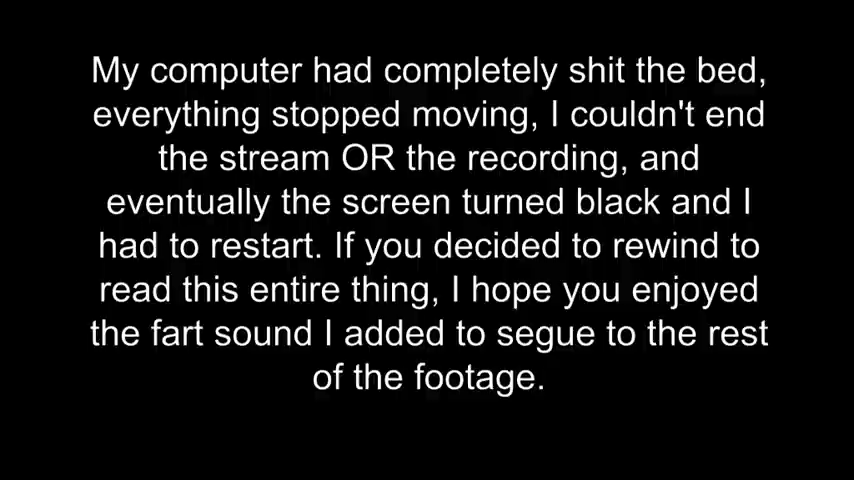 My computer had completely shit the bed,
everything stopped moving, I couldn't end
the stream OR the recording, and
eventually the screen turned black and I
had to restart. If you decided to rewind to
read this entire thing, I hope you enjoyed
the fart sound I added to segue to the rest
of the footage.